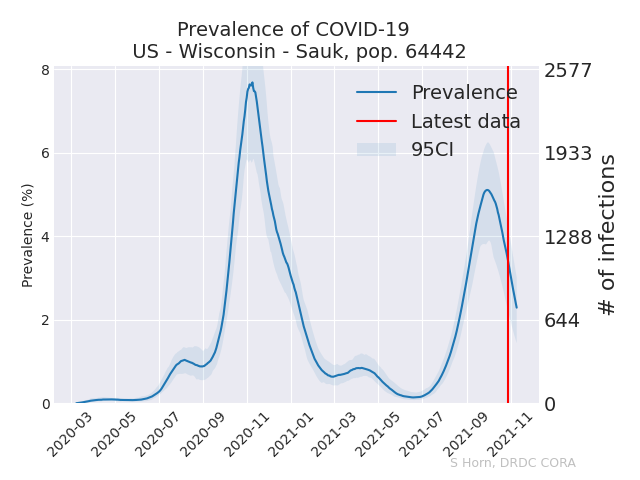 Prevalence of COVID-19
US - Wisconsin - Sauk, pop. 64442
Prevalence (%)
8
6
4
2
0
2577
1933
1288
644
0
# of infections
Prevalence
Latest data
95CI
2020-03
2020-05
2020-07
2020-09
2020-11
2021-01
2021-03
2021-05
2021-07
2021-09
2021-11
S Horn, DRDC CORA